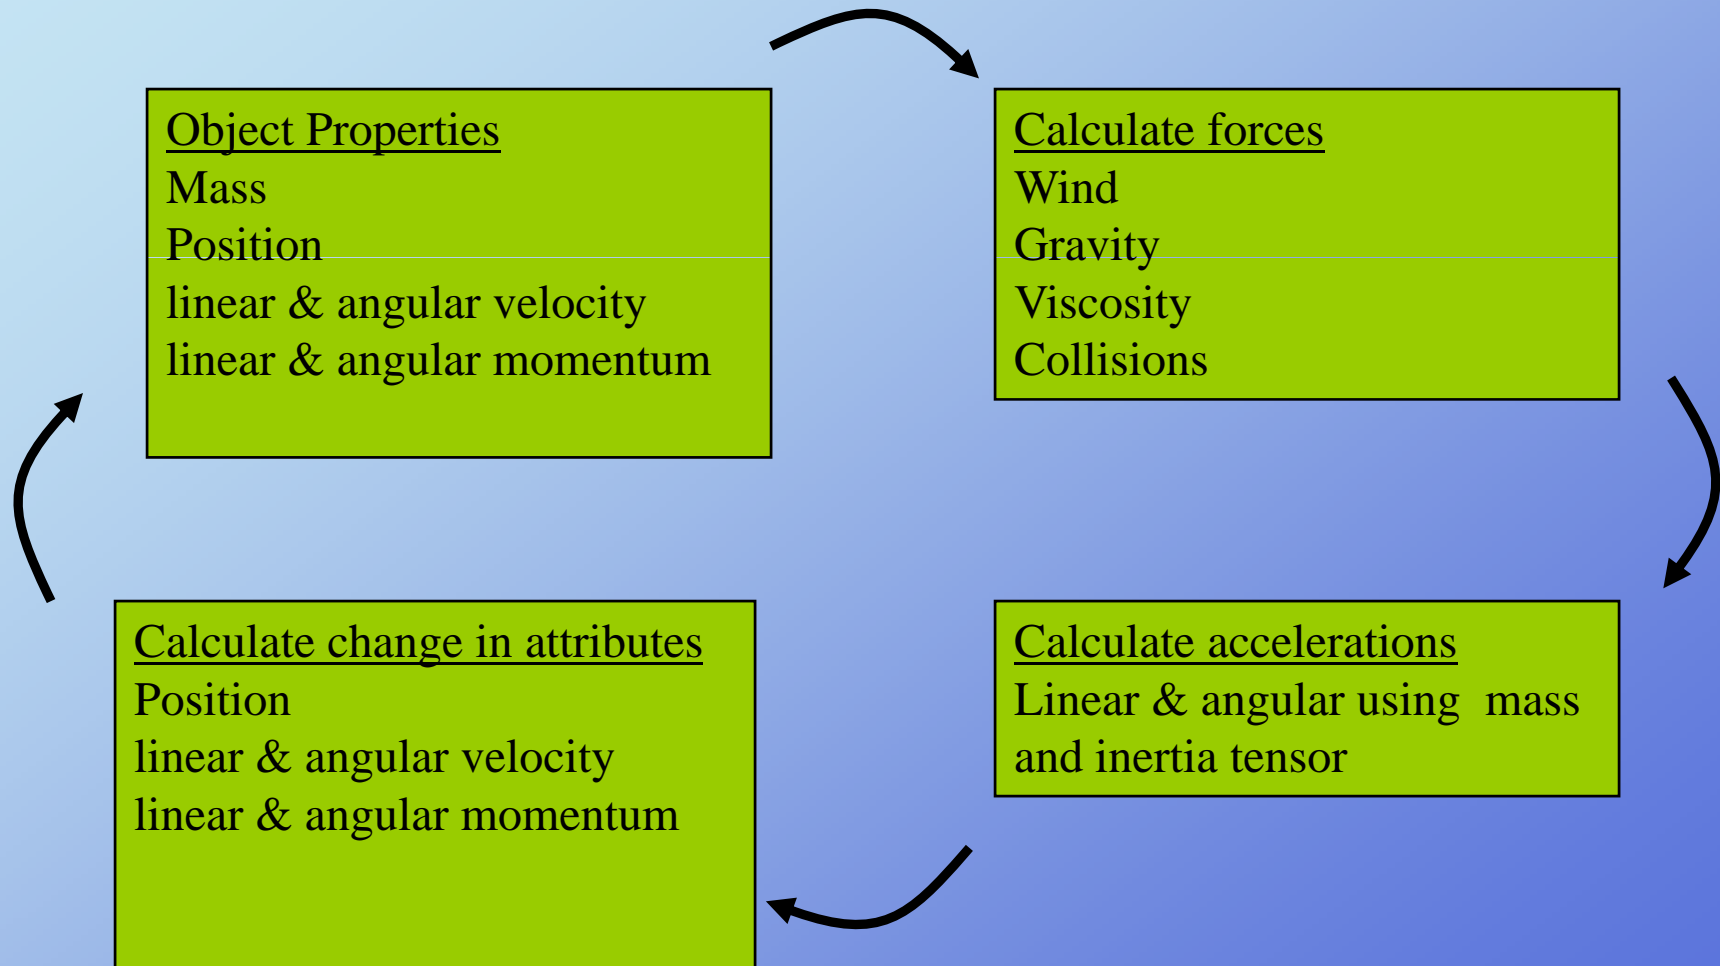 Object Properties
Mass
Position
linear & angular velocity
linear & angular momentum
Calculate forces
Wind
Gravity
Viscosity
Collisions
Calculate change in attributes
Position
linear & angular velocity
linear & angular momentum
Calculate accelerations
Linear & angular using  mass
and inertia tensor